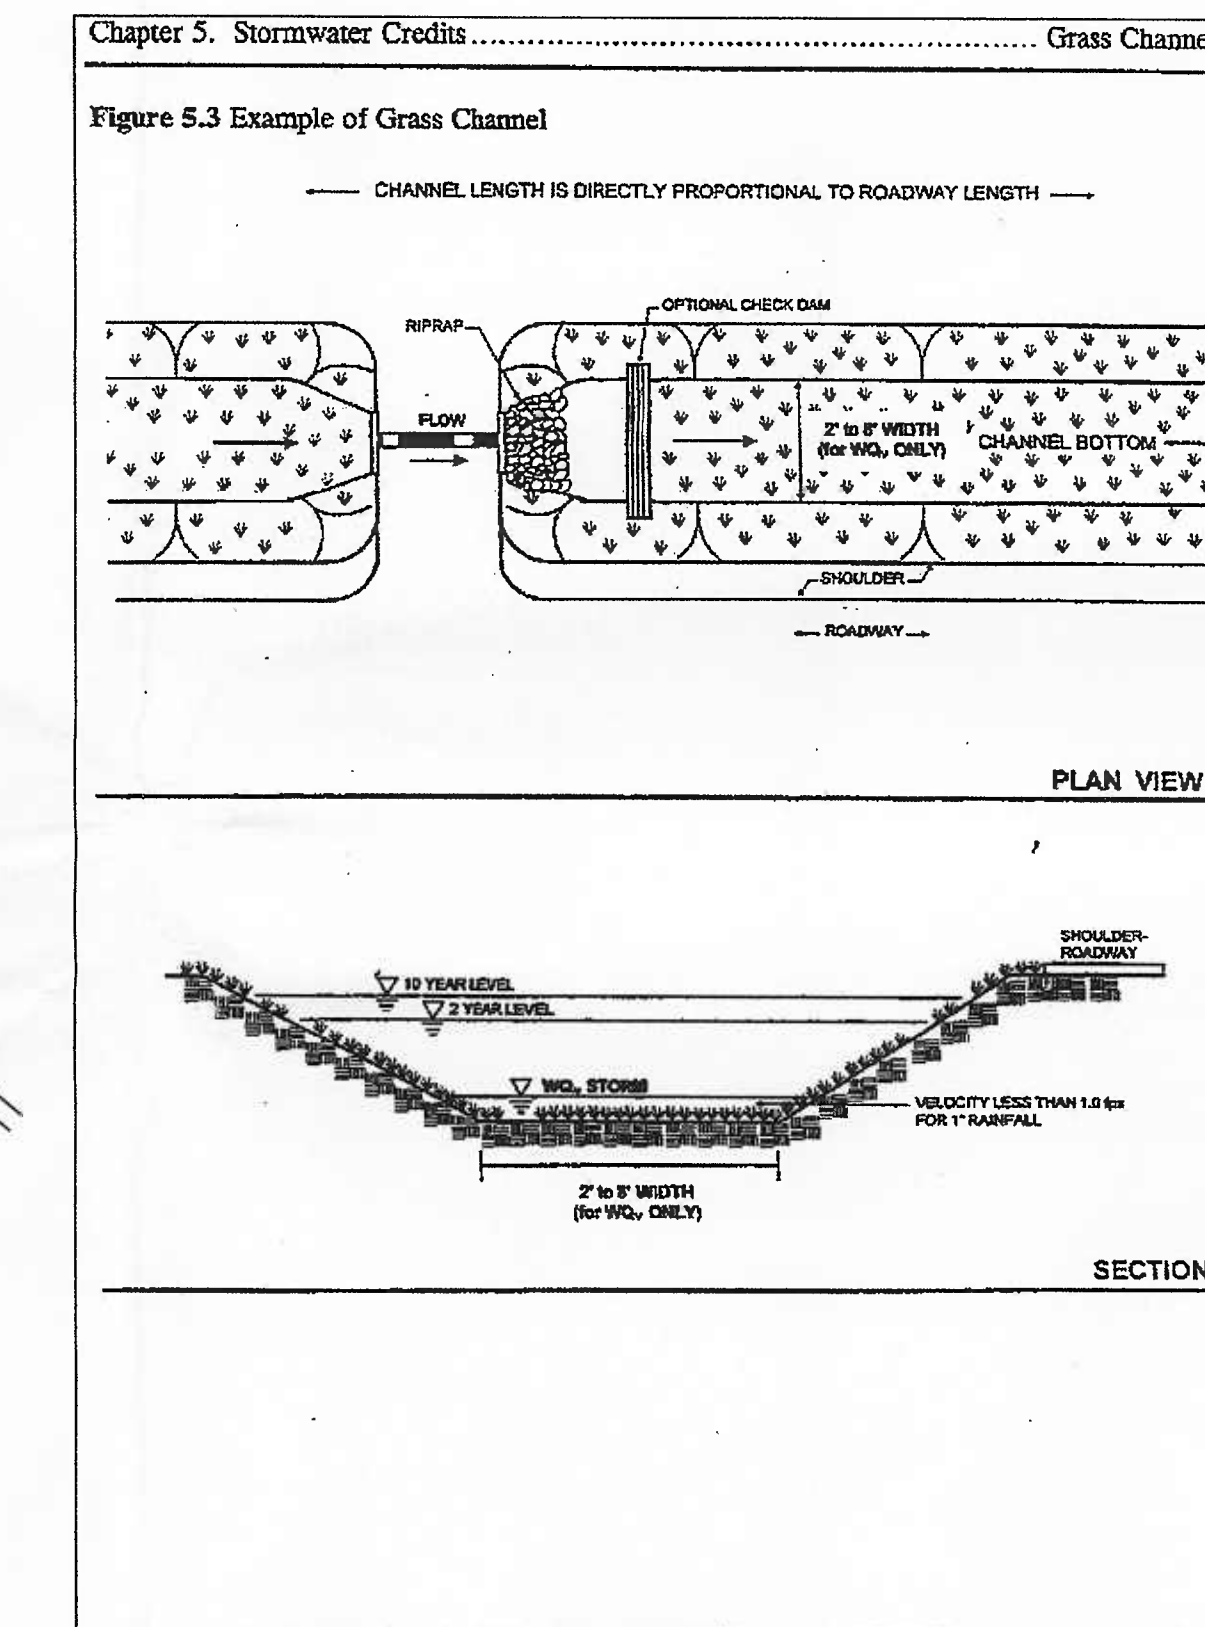 Chapter 5. Stormwater Credits.............................................................. Grass Channe
Figure 5.3 Example of Grass Channel
CHANNEL LENGTH IS DIRECTLY PROPORTIONAL TO ROADWAY LENGTH
OPTIONAL CHECK DAM
RIPRAP
FLOW
2' to 8' WIDTH
(for WQv ONLY)
CHANNEL BOTTOM
SHOULDER
ROADWAY
PLAN VIEW
SHOULDER-
ROADWAY
10 YEAR LEVEL
2 YEAR LEVEL
WQv STORM
VELOCITY LESS THAN 1.0 fps
FOR 1" RAINFALL
2' to 8' WIDTH
(for WQv ONLY)
SECTION